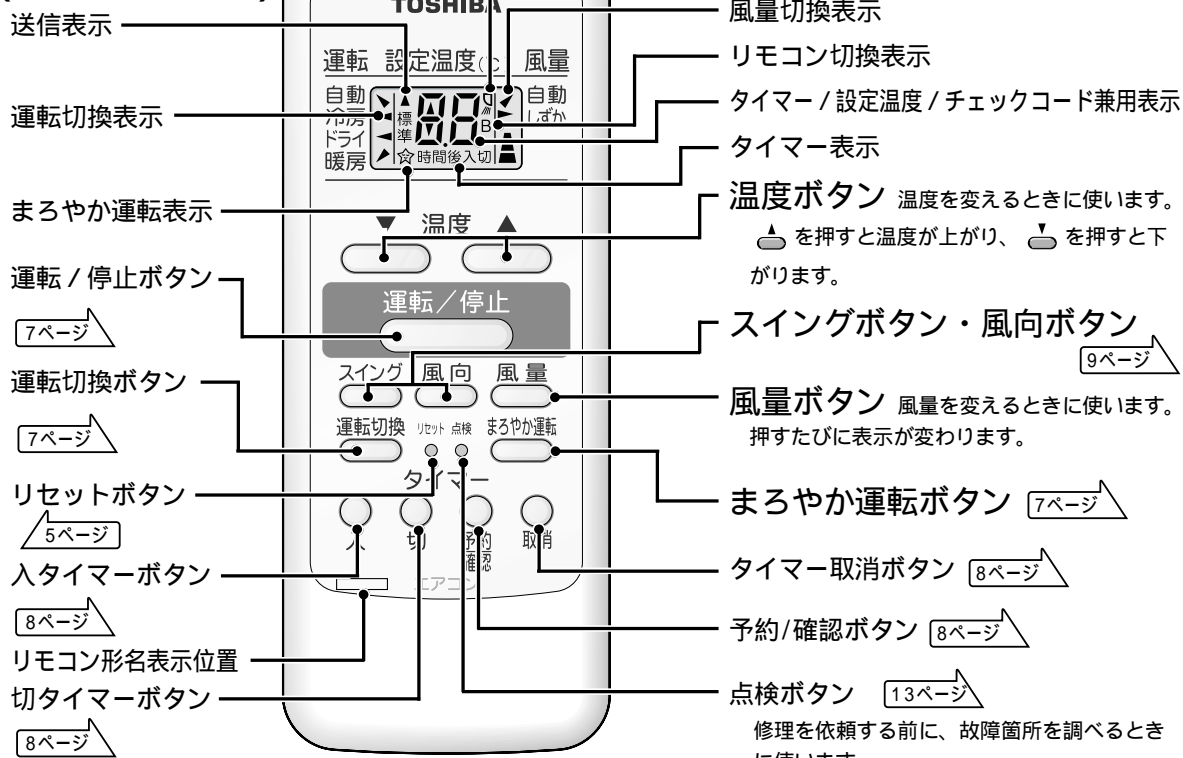 TOSHIBA
送信表示
運転切換表示
まろやか運転表示
運転 / 停止ボタン
7ページ
運転切換ボタン
7ページ
リセットボタン
5ページ
入タイマーボタン
8ページ
リモコン形名表示位置
切タイマーボタン
8ページ
運転 設定温度(℃) 風量
自動
冷房
ドライ
暖房
標準
88
B
時間後入切
自動
しずか
▼ 温度 ▲
運転／停止
スイング 風向 風量
運転切換 リセット 点検 まろやか運転
タイマー
入 切 予約確認 取消
エアコン
風量切換表示
リモコン切換表示
タイマー / 設定温度 / チェックコード兼用表示
タイマー表示
温度ボタン 温度を変えるときに使います。
を押すと温度が上がり、 を押すと下
がります。
スイングボタン・風向ボタン
9ページ
風量ボタン 風量を変えるときに使います。
押すたびに表示が変わります。
まろやか運転ボタン 7ページ
タイマー取消ボタン 8ページ
予約/確認ボタン 8ページ
点検ボタン 13ページ
修理を依頼する前に、故障箇所を調べるとき
に使います。